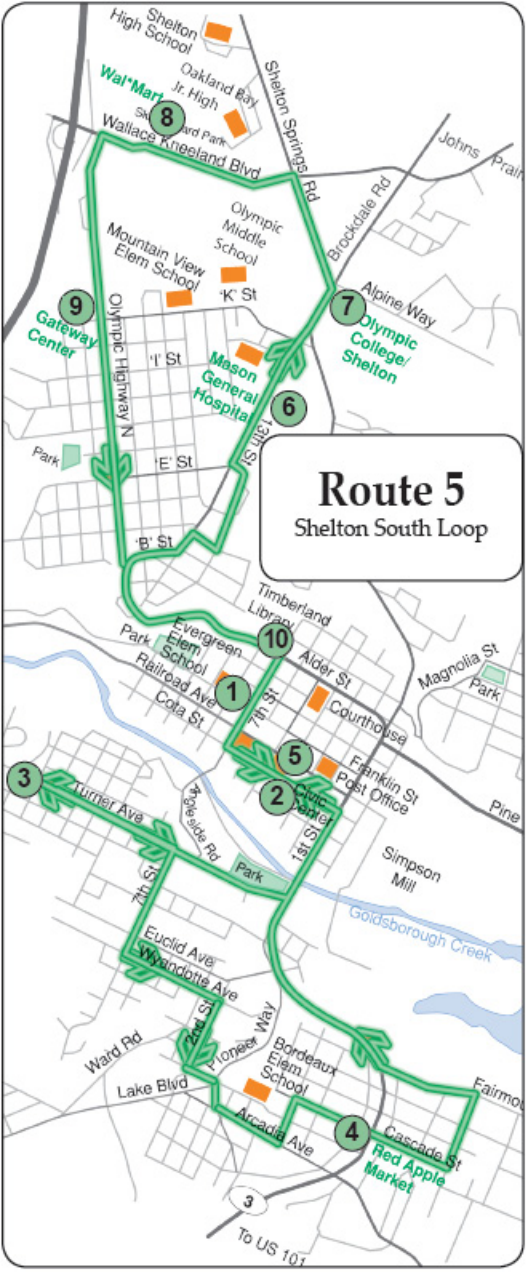 Shelton
High School
Shelton Springs Rd
Wal*Mart
Oakland Bay
Jr. High
8
Wallace Kneeland Blvd
Johns
Prair
Brockdale Rd
Olympic
Middle
School
Mountain View
Elem School
'K' St
Alpine Way
9
Gateway
Center
Olympic Highway N
7
Olympic
College/
Shelton
'I' St
Mason
General
Hospital
6
13th St
Park
'E' St
Route 5
Shelton South Loop
'B' St
Timberland
Library
10
Park
Evergreen
Elem
School
Alder St
Magnolia St
Park
Railroad Ave
Cota St
1
7th St
Courthouse
5
Franklin St
Post Office
3
2
Civic
Center
Turner Ave
Angleside Rd
1st St
Pine
Park
Simpson
Mill
7th St
Goldsborough Creek
Euclid Ave
Wyandotte Ave
2nd St
Pioneer Way
Ward Rd
Bordeaux
Elem
School
Lake Blvd
Fairmo
Arcadia Ave
4
Cascade St
Red Apple
Market
3
To US 101